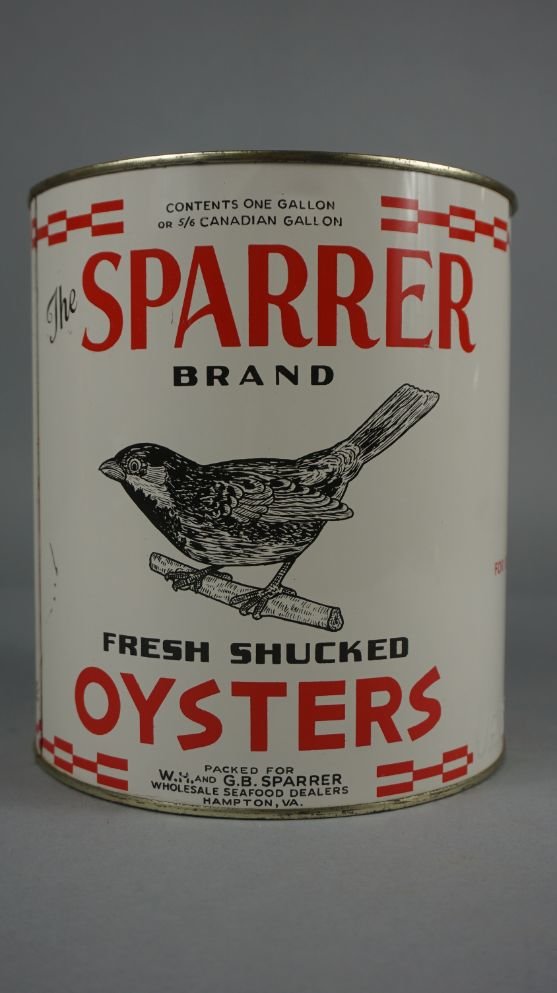 CONTENTS ONE GALLON
OR 5/6 CANADIAN GALLON
The SPARRER
BRAND
FRESH SHUCKED
OYSTERS
PACKED FOR
W.H. AND G.B. SPARRER
WHOLESALE SEAFOOD DEALERS
HAMPTON, VA.